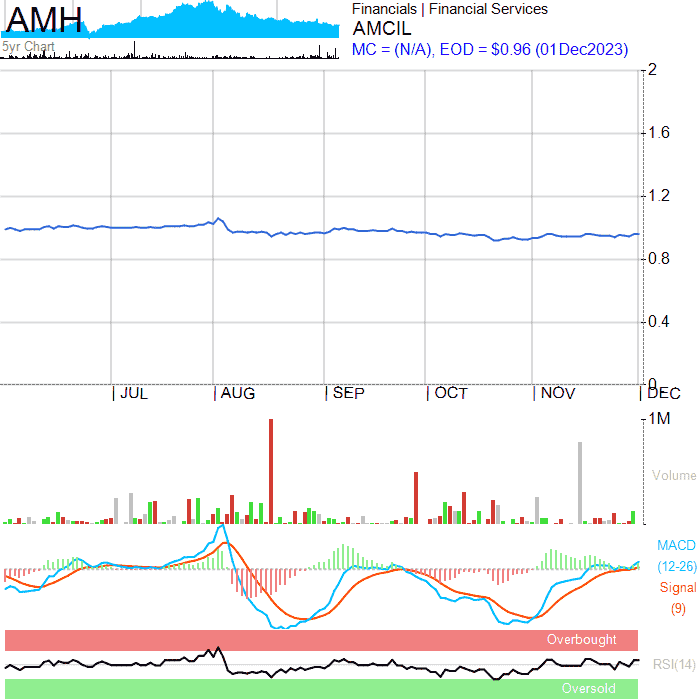 AMH
5yr Chart
Financials | Financial Services
AMCIL
MC = (N/A), EOD = $0.96 (01Dec2023)
2
1.6
1.2
0.8
0.4
0
| JUL | AUG | SEP | OCT | NOV | DEC
1M
Volume
MACD
(12-26)
Signal
(9)
Overbought
RSI(14)
Oversold